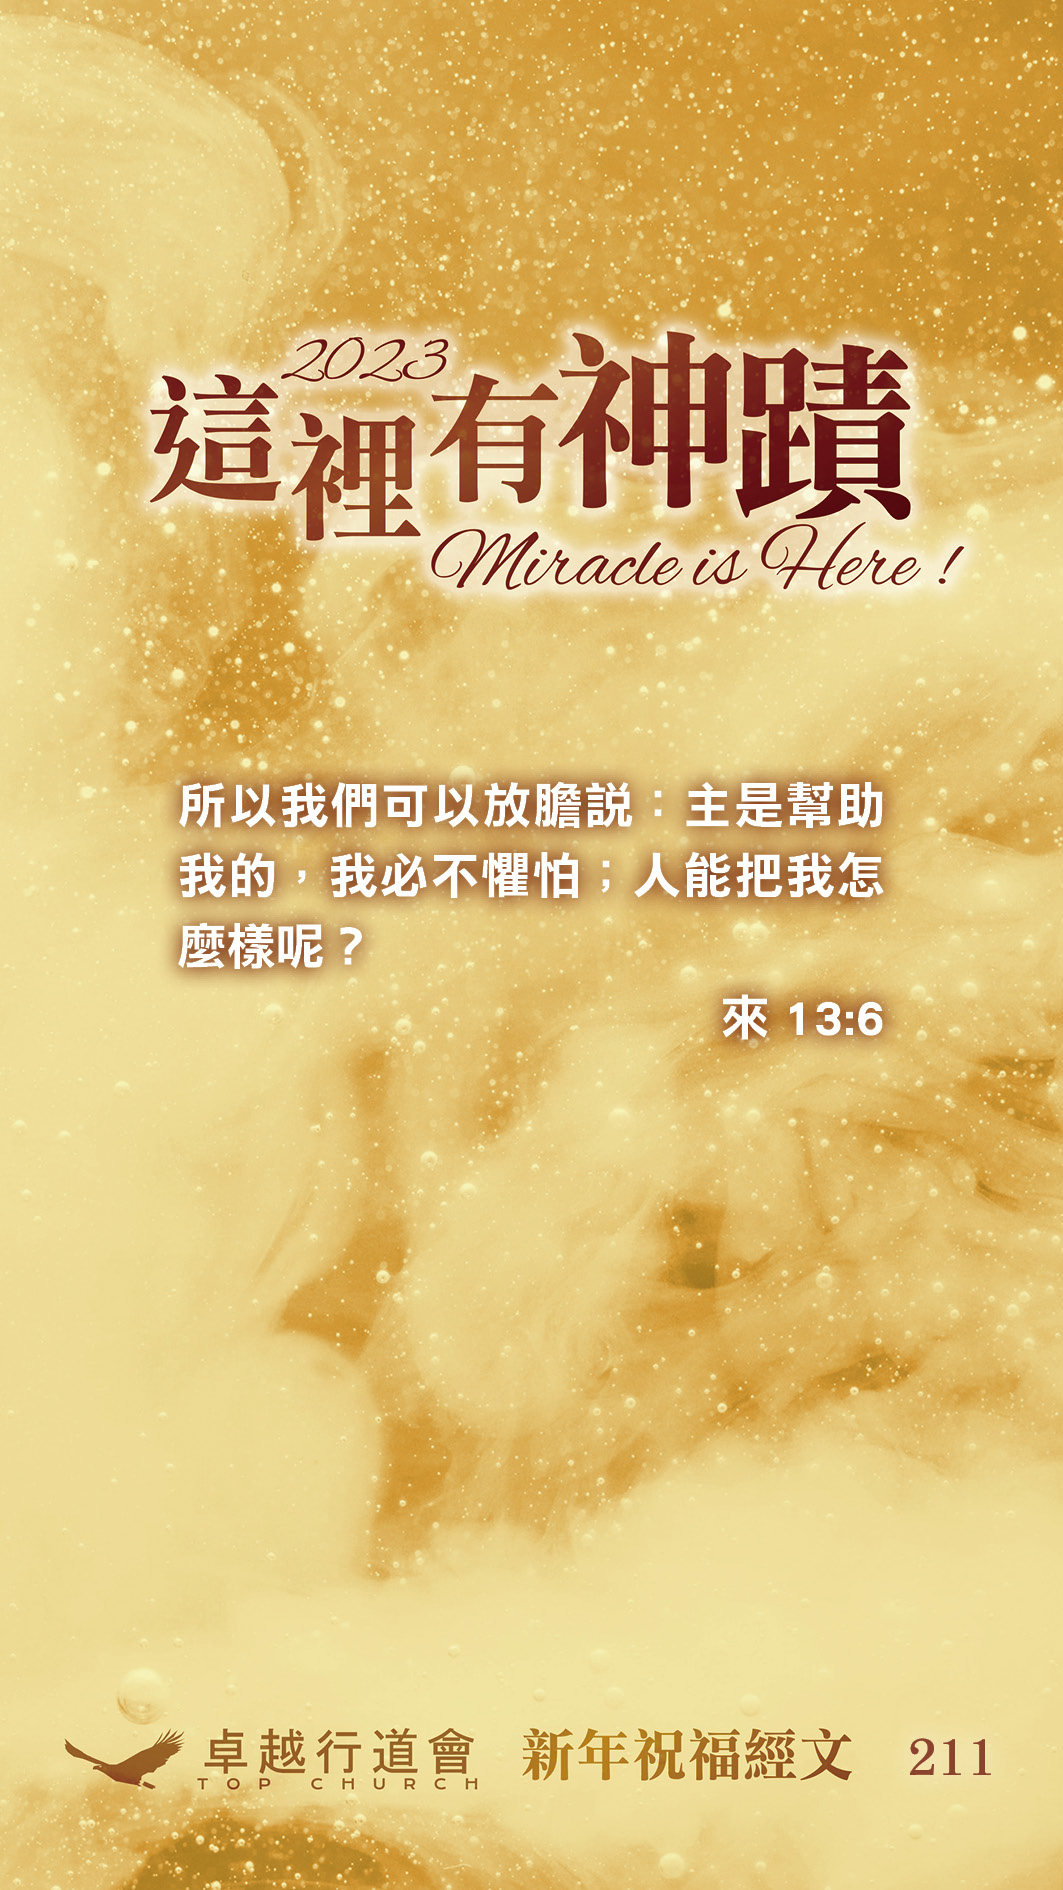 2023
這裡有神蹟
Miracle is Here !
所以我們可以放膽説：主是幫助
我的，我必不懼怕；人能把我怎
麼樣呢？
來 13:6
卓越行道會
TOP CHURCH
新年祝福經文 211